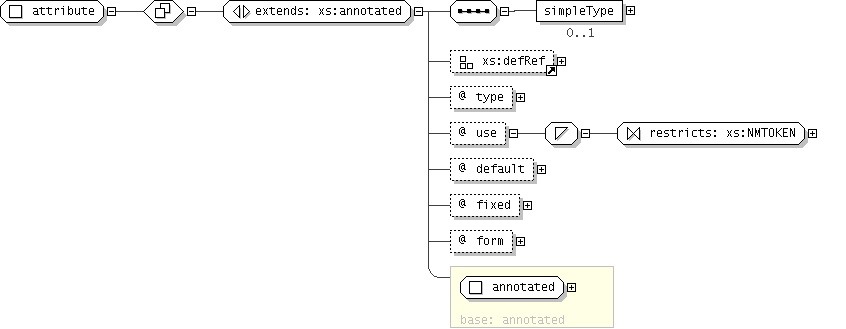 attribute
extends: xs:annotated
simpleType
0..1
xs:defRef
@ type
@ use
restricts: xs:NMTOKEN
@ default
@ fixed
@ form
annotated
base: annotated